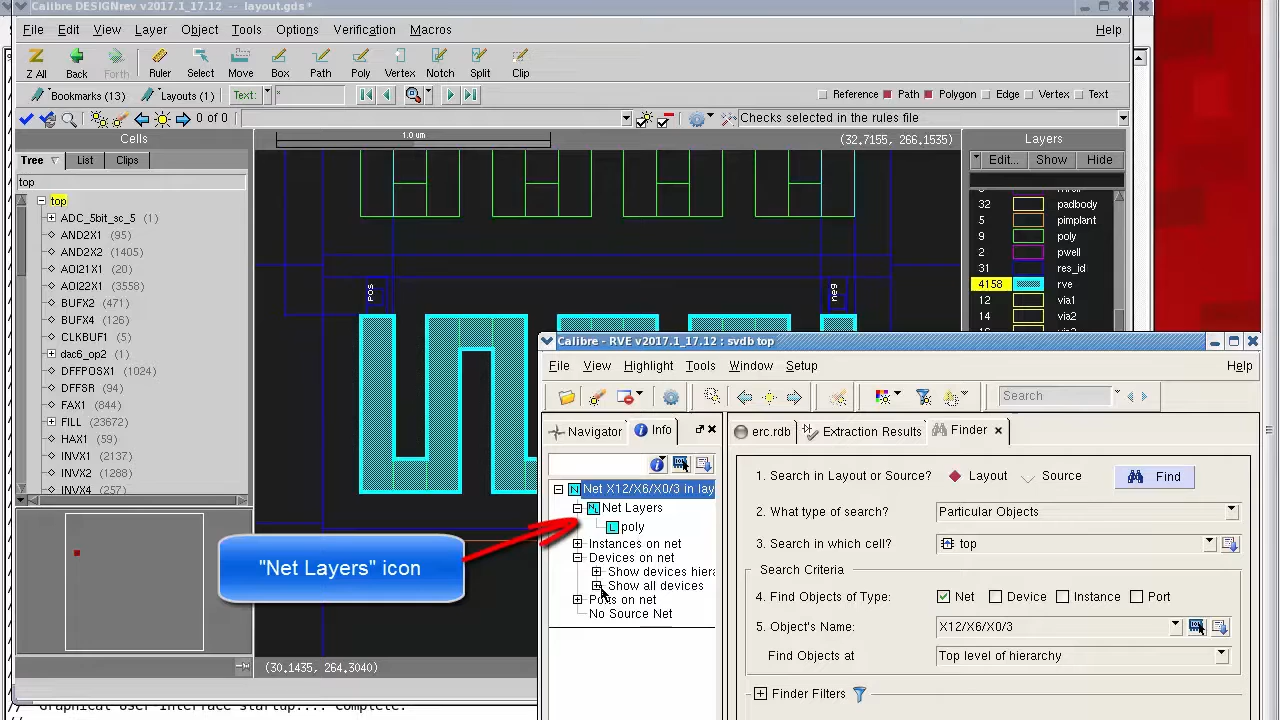 Calibre DESIGNrev v2017.1_17.12 -- layout.gds *
File Edit View Layer Object Tools Options Verification Macros Help
Z All Back Forth Ruler Select Move Box Path Poly Vertex Notch Split Clip
Bookmarks (13) Layouts (1) Text: * Reference Path Polygon Edge Vertex Text
0 of 0 Checks selected in the rules file
Cells 1.0 um (32.7155, 266.1535) Layers
Tree List Clips Edit... Show Hide
top
top
ADC_5bit_sc_5 (1)
AND2X1 (95)
AND2X2 (1405)
AOI21X1 (20)
AOI22X1 (3558)
BUFX2 (471)
BUFX4 (126)
CLKBUF1 (54)
dac6_op2 (1)
DFFPOSX1 (1024)
DFFSR (94)
FAX1 (844)
FILL (23672)
HAX1 (59)
INVX1 (2137)
INVX2 (1288)
INVX4 (257)
pos
neg
32 padbody
5 pimplant
9 poly
2 pwell
31 res_id
4158 rve
12 via1
14 via2
"Net Layers" icon
(30.1435, 264.3040)
Calibre - RVE v2017.1_17.12 : svdb top
File View Highlight Tools Window Setup Help
Search
Navigator Info erc.rdb Extraction Results Finder
Net X12/X6/X0/3 in lay
Net Layers
poly
Instances on net
Devices on net
Show devices hiera
Show all devices
Ports on net
No Source Net
1. Search in Layout or Source? Layout Source Find
2. What type of search? Particular Objects
3. Search in which cell? top
Search Criteria
4. Find Objects of Type: Net Device Instance Port
5. Object's Name: X12/X6/X0/3
Find Objects at Top level of hierarchy
Finder Filters
// Graphical User Interface startup.... Complete.
//